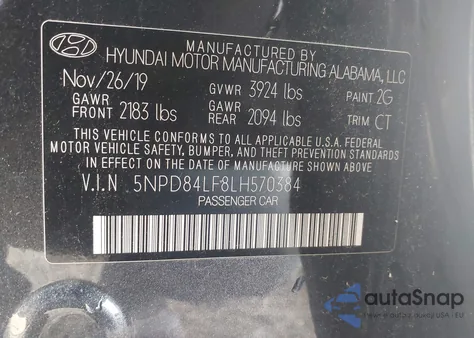 MANUFACTURED BY
HYUNDAI MOTOR MANUFACTURING ALABAMA, LLC
Nov/26/19 GVWR 3924 lbs PAINT 2G
GAWR FRONT 2183 lbs GAWR REAR 2094 lbs TRIM CT
THIS VEHICLE CONFORMS TO ALL APPLICABLE U.S.A. FEDERAL
MOTOR VEHICLE SAFETY, BUMPER, AND THEFT PREVENTION STANDARDS
IN EFFECT ON THE DATE OF MANUFACTURE SHOWN ABOVE.
V.I.N 5NPD84LF8LH570384
PASSENGER CAR
autoSnap